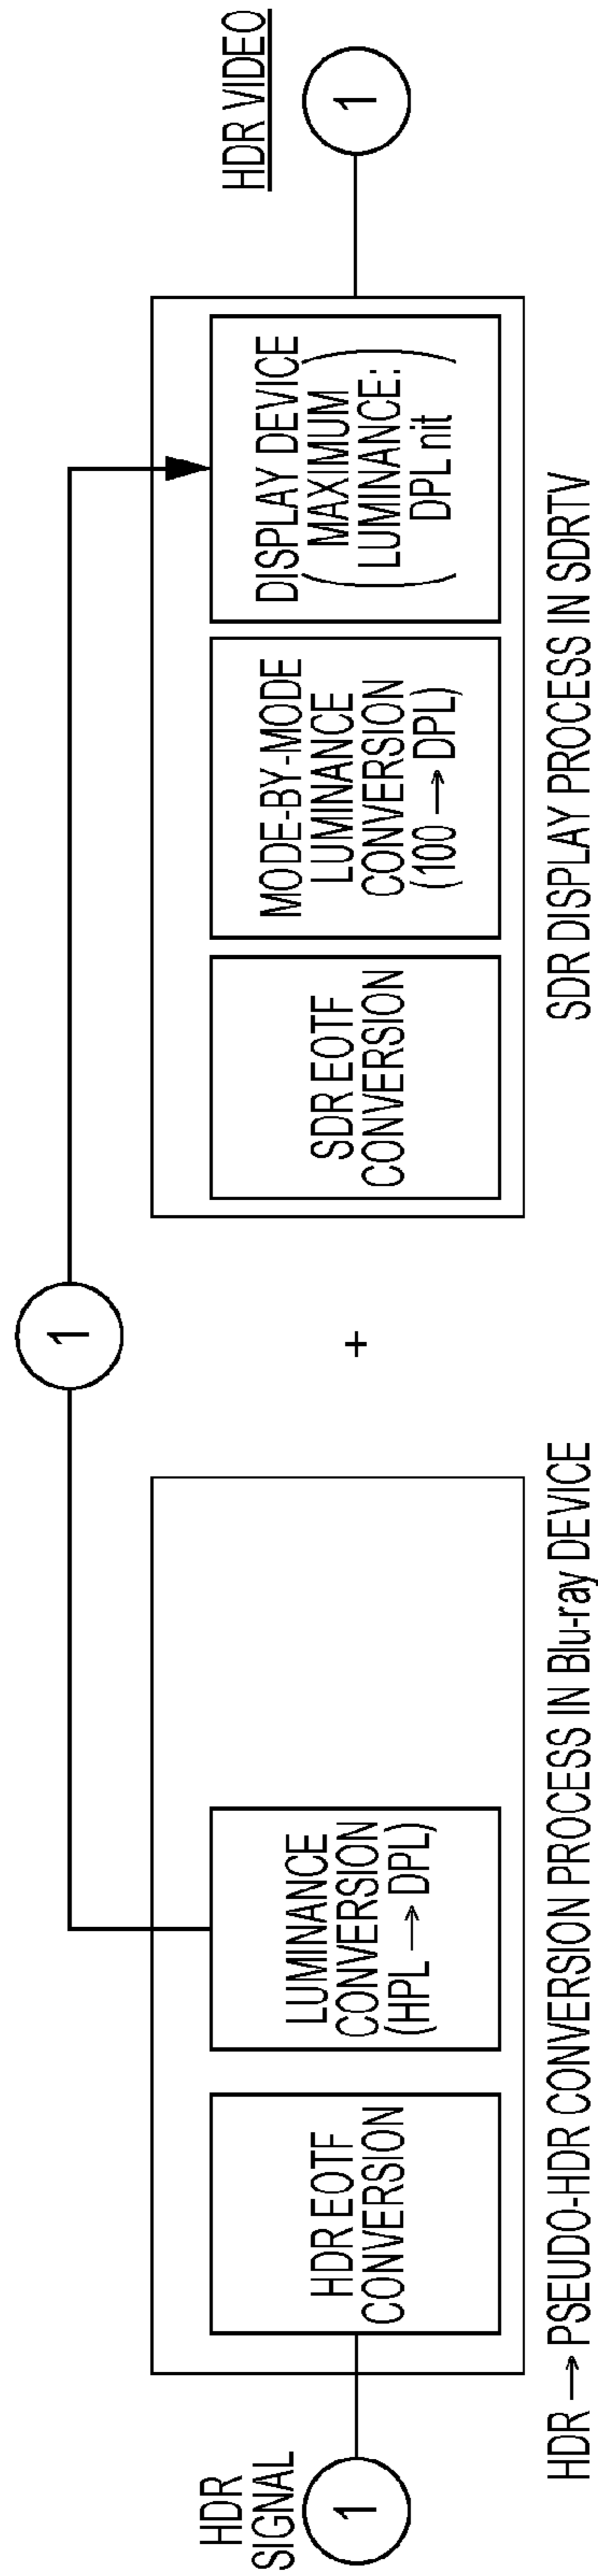 1
HDR
SIGNAL
1
HDR EOTF
CONVERSION
LUMINANCE
CONVERSION
(HPL → DPL)
HDR → PSEUDO-HDR CONVERSION PROCESS IN Blu-ray DEVICE
+
SDR EOTF
CONVERSION
MODE-BY-MODE
LUMINANCE
CONVERSION
(100 → DPL)
DISPLAY DEVICE
(MAXIMUM
LUMINANCE:
DPL nit)
SDR DISPLAY PROCESS IN SDRTV
HDR VIDEO
1